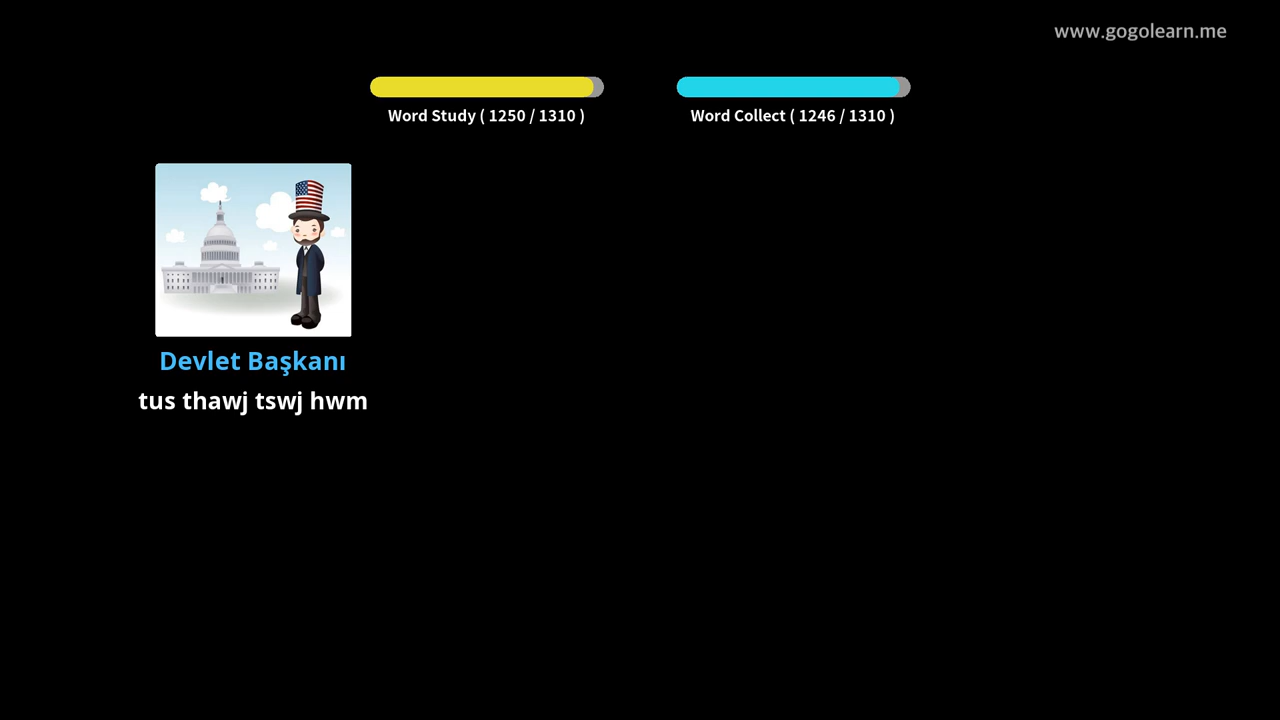 www.gogolearn.me
Word Study ( 1250 / 1310 )
Word Collect ( 1246 / 1310 )
Devlet Başkanı
tus thawj tswj hwm